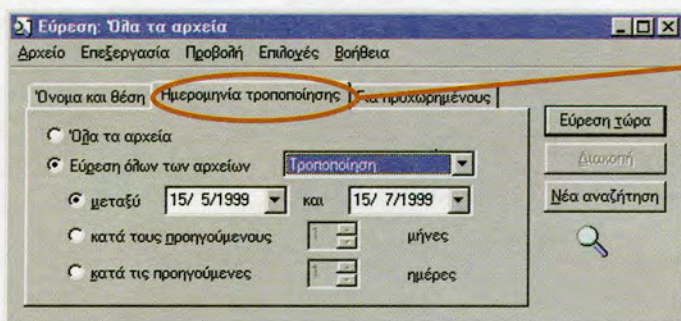 Εύρεση: Όλα τα αρχεία
Αρχείο Επεξεργασία Προβολή Επιλογές Βοήθεια
Όνομα και θέση Ημερομηνία τροποποίησης Για προχωρημένους
Όλα τα αρχεία
Εύρεση όλων των αρχείων Τροποποίηση
μεταξύ 15/ 5/1999 και 15/ 7/1999
κατά τους προηγούμενους 1 μήνες
κατά τις προηγούμενες 1 ημέρες
Εύρεση τώρα
Διακοπή
Νέα αναζήτηση